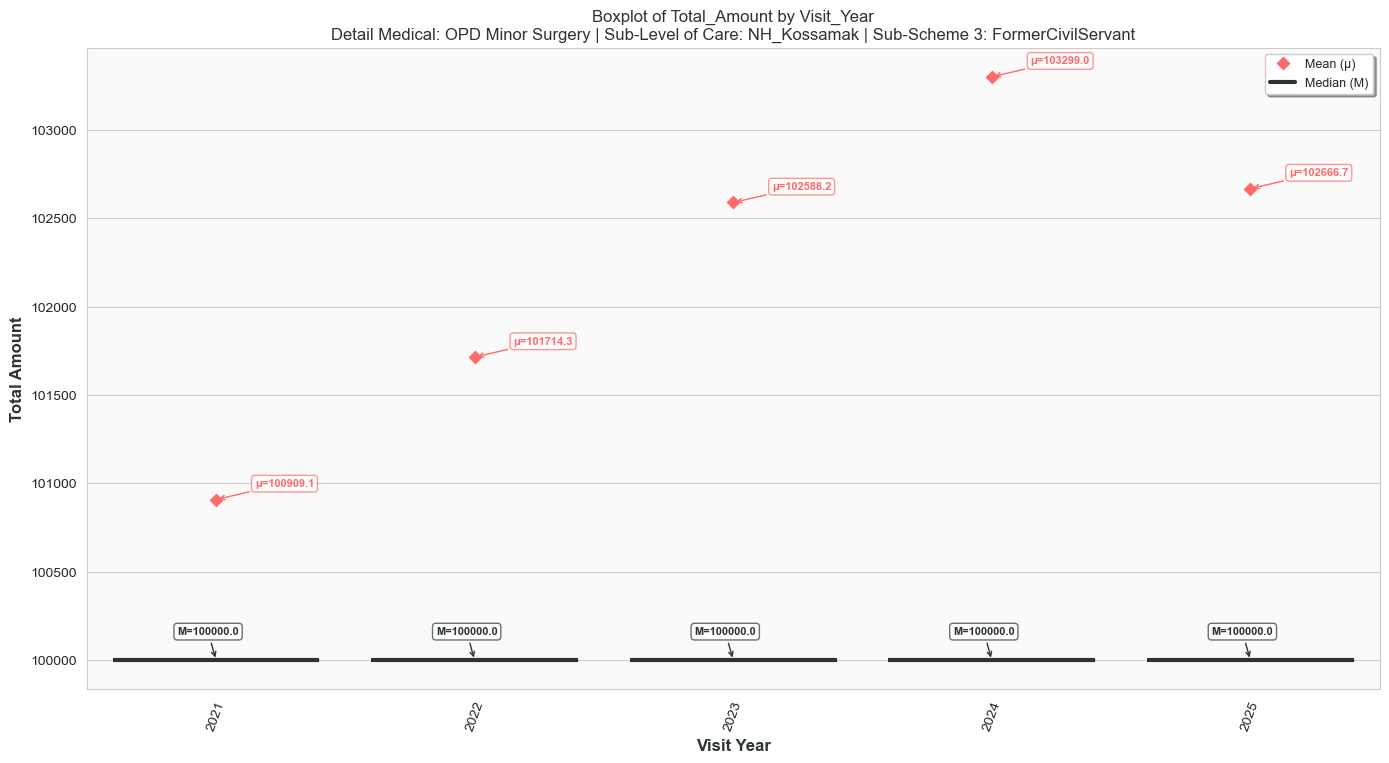 Boxplot of Total_Amount by Visit_Year
Detail Medical: OPD Minor Surgery | Sub-Level of Care: NH_Kossamak | Sub-Scheme 3: FormerCivilServant
Mean (μ)
Median (M)
Total Amount
103000
102500
102000
101500
101000
100500
100000
μ=100909.1
μ=101714.3
μ=102588.2
μ=103299.0
μ=102666.7
M=100000.0
M=100000.0
M=100000.0
M=100000.0
M=100000.0
2021
2022
2023
2024
2025
Visit Year